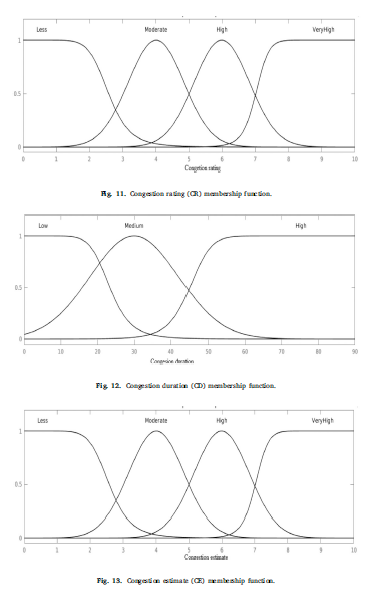 Less Moderate High VeryHigh
1
0.5
0
0 1 2 3 4 5 6 7 8 9 10
Congetion rating
Fig. 11. Congestion rating (CR) membership function.
Low Medium High
1
0.5
0
0 10 20 30 40 50 60 70 80 90
Congesion duration
Fig. 12. Congestion duration (CD) membership function.
Less Moderate High VeryHigh
1
0.5
0
0 1 2 3 4 5 6 7 8 9 10
estimate
Fig. 13. Congestion estimate (CE) membership function.